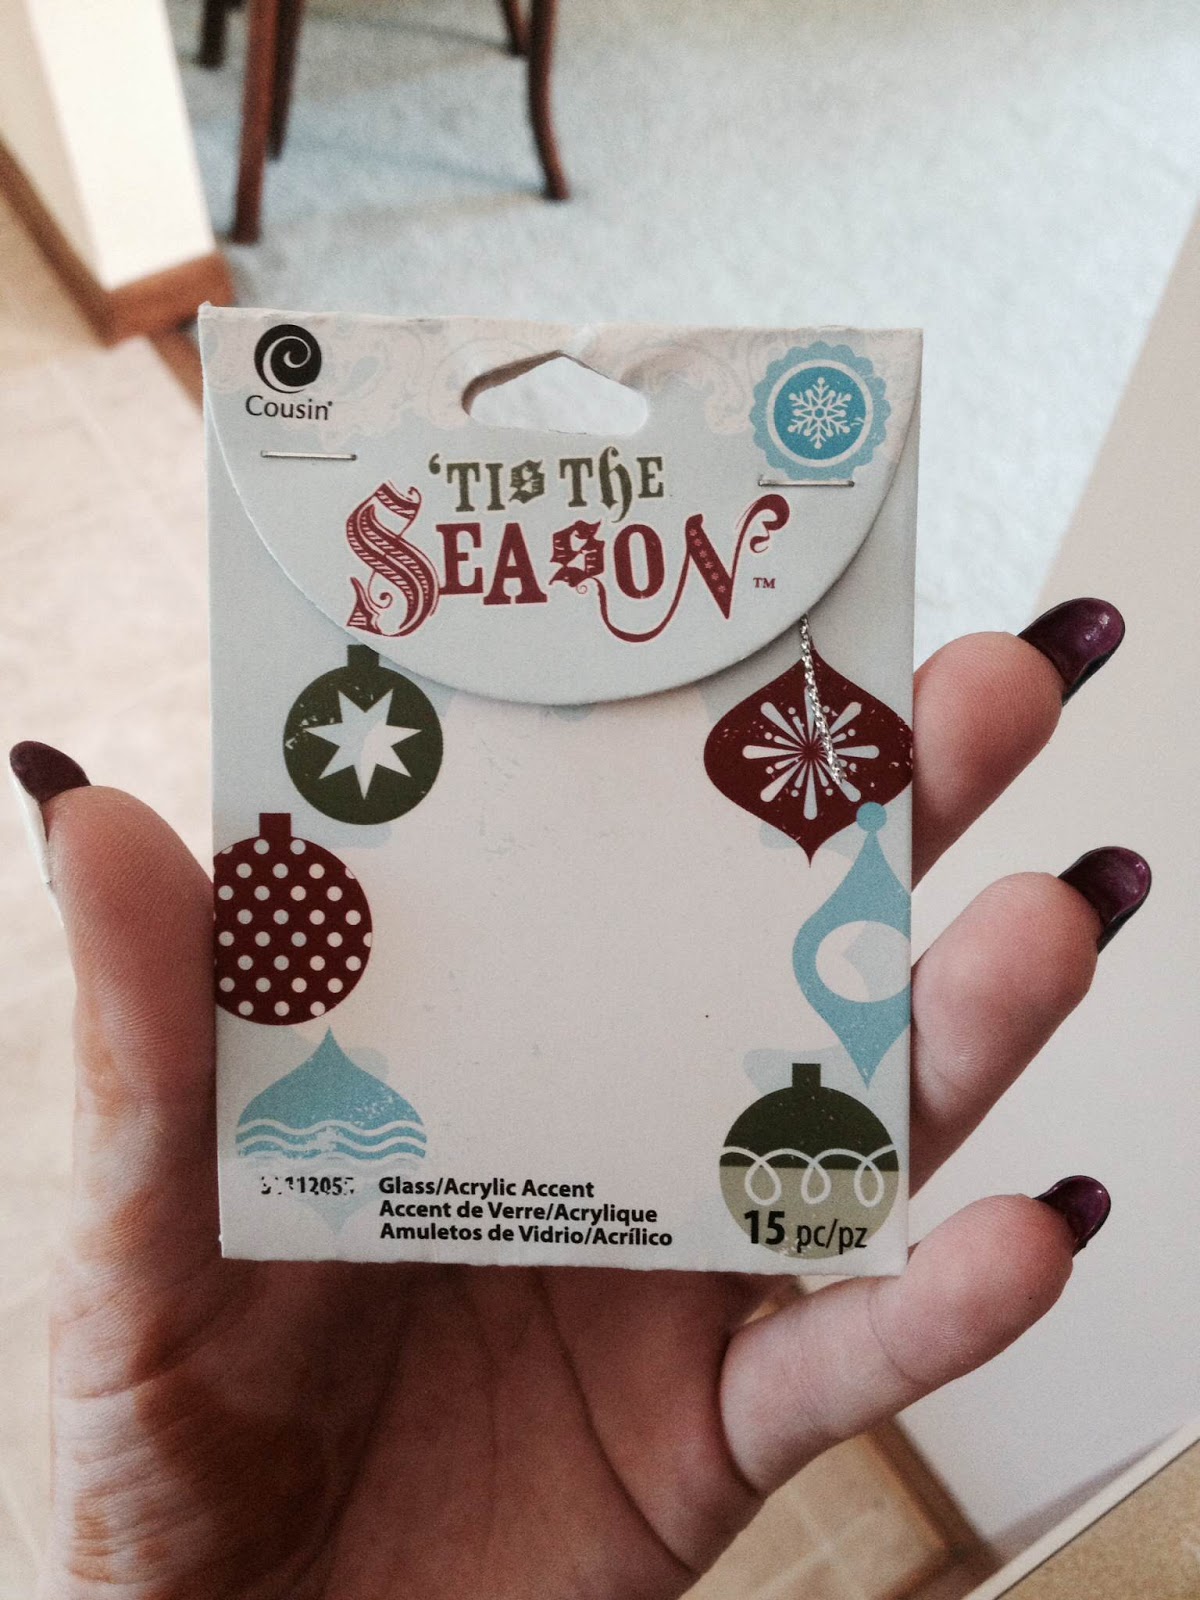 Cousin®
'TIS THE
SEASON™
Glass/Acrylic Accent
Accent de Verre/Acrylique
Amuletos de Vidrio/Acrílico
15 pc/pz